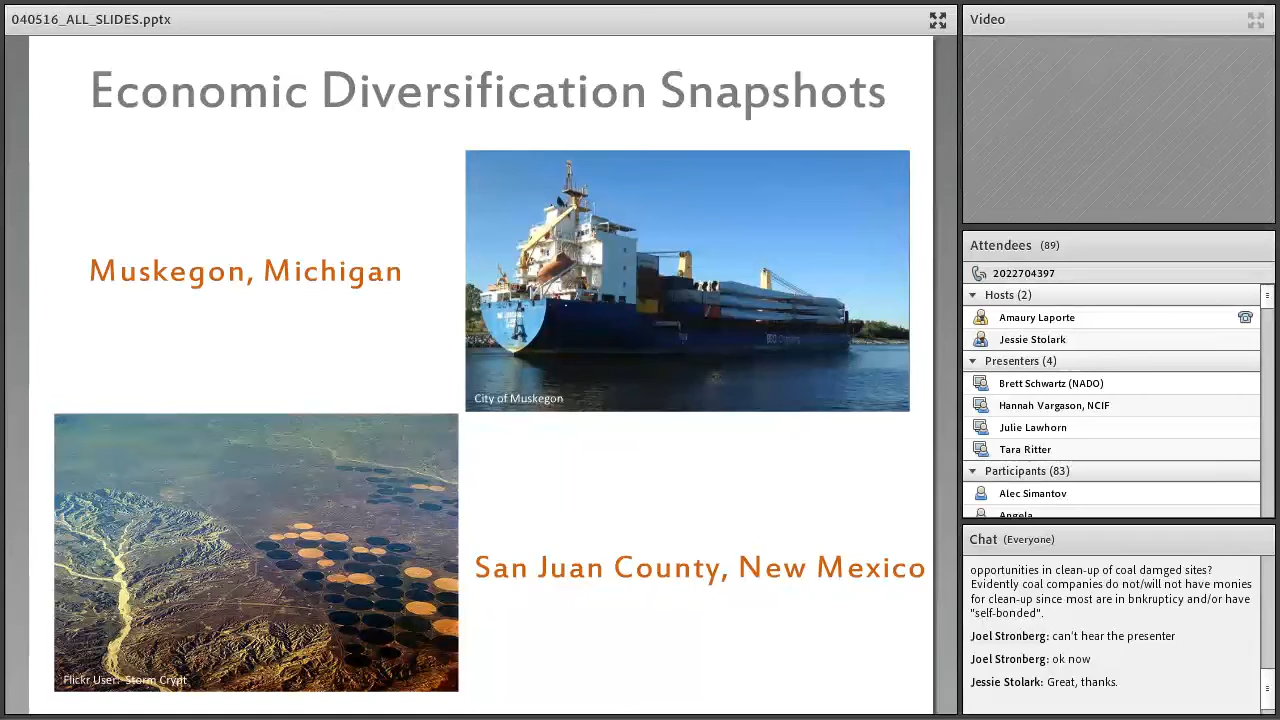 040516_ALL_SLIDES.pptx
Economic Diversification Snapshots
Muskegon, Michigan
City of Muskegon
San Juan County, New Mexico
Flickr User: Storm Crypt
Video
Attendees (89)
2022704397
Hosts (2)
Amaury Laporte
Jessie Stolark
Presenters (4)
Brett Schwartz (NADO)
Hannah Vargason, NCIF
Julie Lawhorn
Tara Ritter
Participants (83)
Alec Simantov
Angela
Chat (Everyone)
opportunities in clean-up of coal damged sites?
Evidently coal companies do not/will not have monies
for clean-up since most are in bnkrupticy and/or have
"self-bonded".
Joel Stronberg: can't hear the presenter
Joel Stronberg: ok now
Jessie Stolark: Great, thanks.